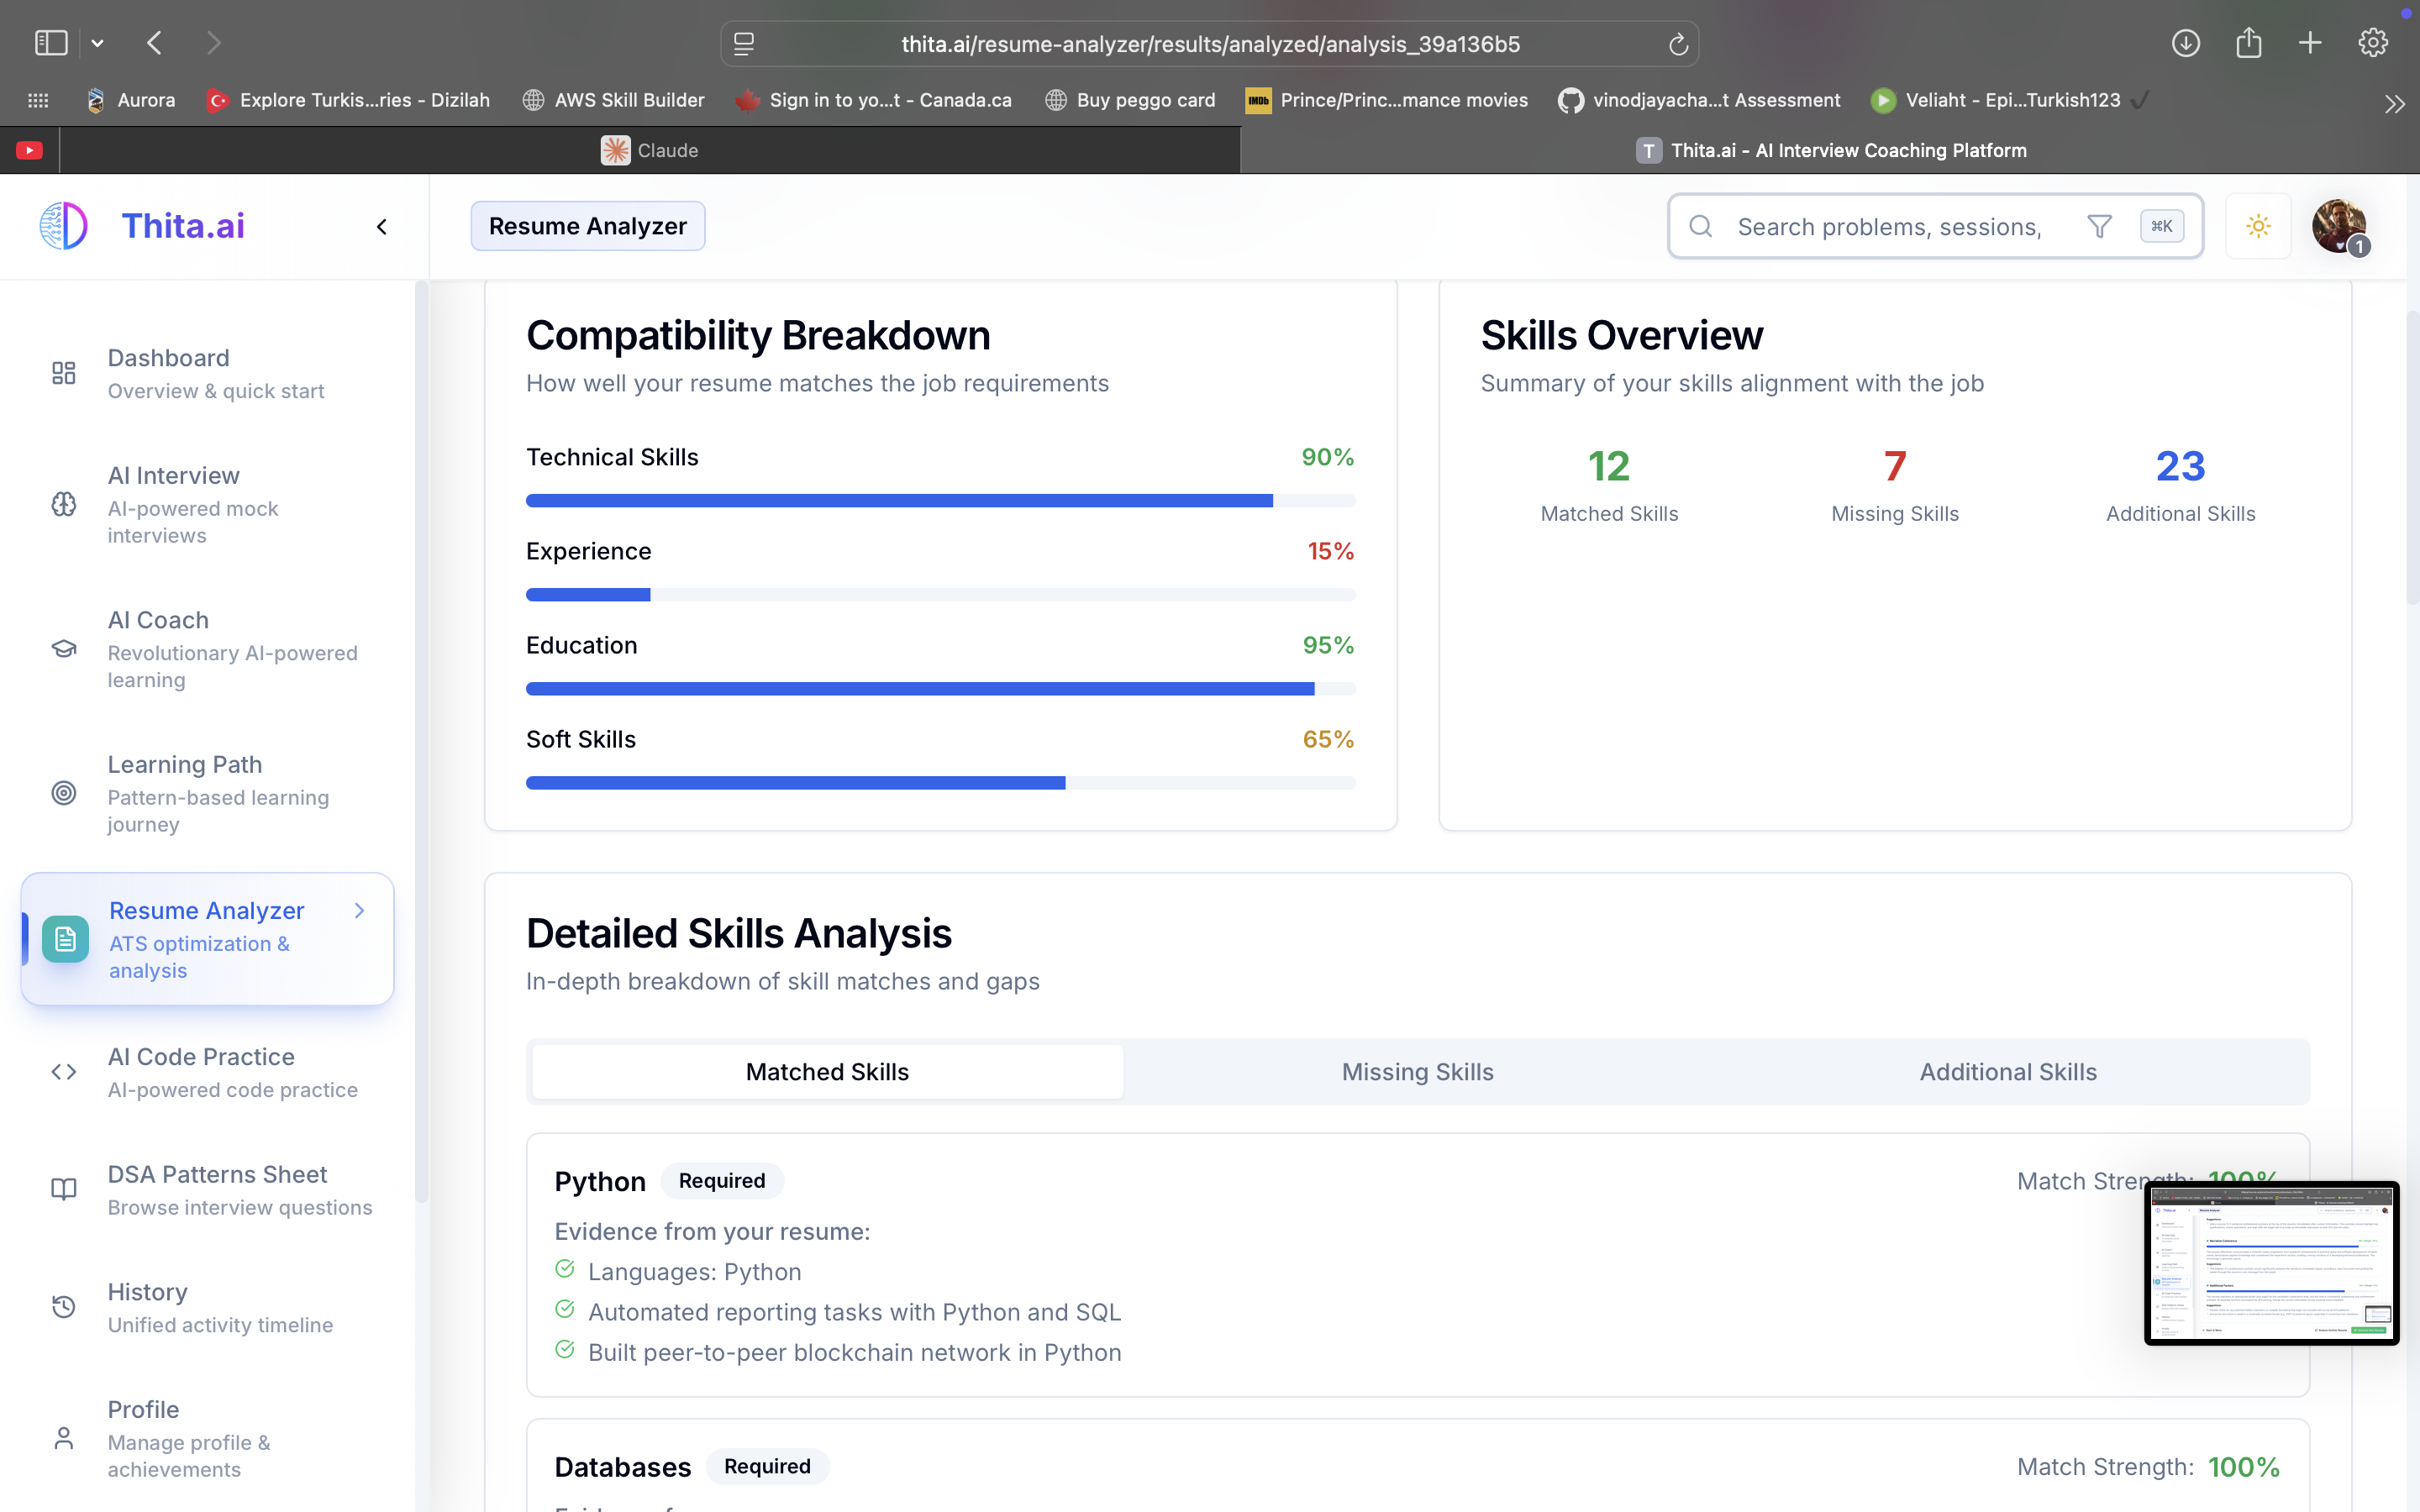 thita.ai/resume-analyzer/results/analyzed/analysis_39a136b5
Aurora
Explore Turkis...ries - Dizilah
AWS Skill Builder
Sign in to yo...t - Canada.ca
Buy peggo card
IMDb
Prince/Princ...mance movies
vinodjayacha...t Assessment
Veliaht - Epi...Turkish123
Claude
T
Thita.ai - AI Interview Coaching Platform
Thita.ai
Resume Analyzer
Search problems, sessions,
⌘K
1
Dashboard
Overview & quick start
AI Interview
AI-powered mock
interviews
AI Coach
Revolutionary AI-powered
learning
Learning Path
Pattern-based learning
journey
Resume Analyzer
ATS optimization &
analysis
AI Code Practice
AI-powered code practice
DSA Patterns Sheet
Browse interview questions
History
Unified activity timeline
Profile
Manage profile &
achievements
Compatibility Breakdown
How well your resume matches the job requirements
Technical Skills 90%
Experience 15%
Education 95%
Soft Skills 65%
Skills Overview
Summary of your skills alignment with the job
12 7 23
Matched Skills Missing Skills Additional Skills
Detailed Skills Analysis
In-depth breakdown of skill matches and gaps
Matched Skills Missing Skills Additional Skills
Python Required Match Strength: 100%
Evidence from your resume:
Languages: Python
Automated reporting tasks with Python and SQL
Built peer-to-peer blockchain network in Python
Databases Required Match Strength: 100%